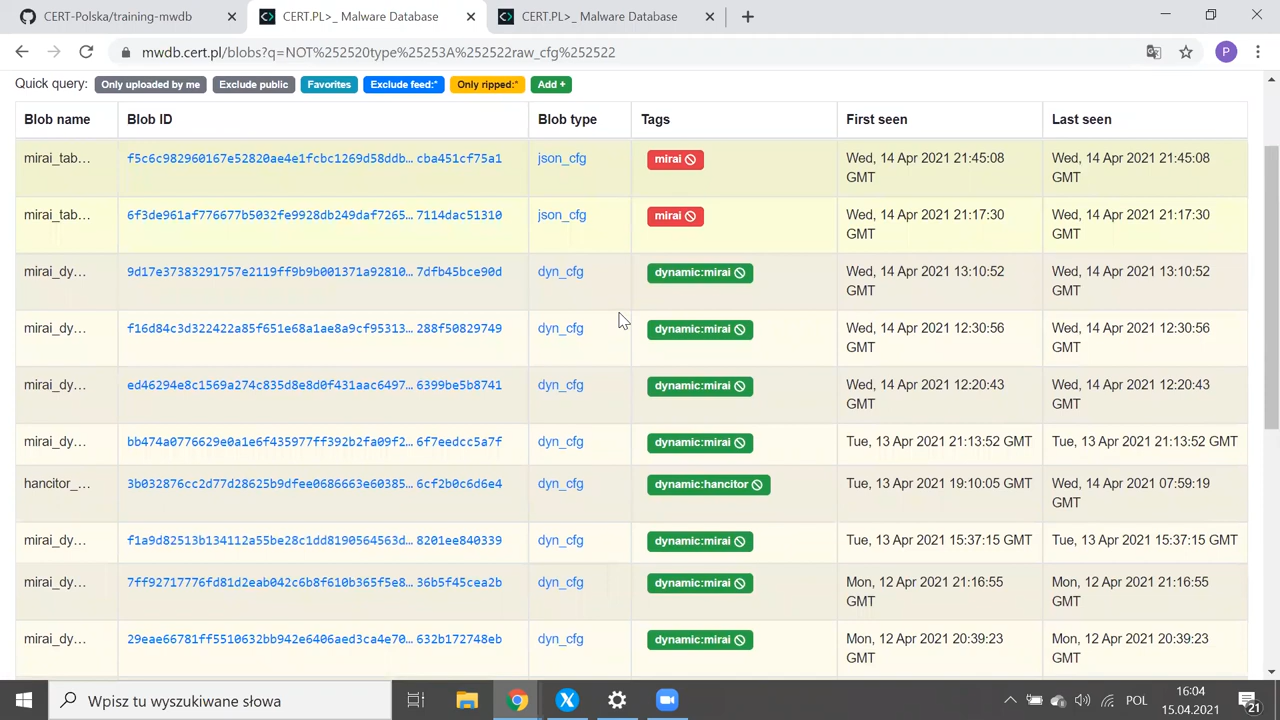 CERT-Polska/training-mwdb
CERT.PL>_ Malware Database
CERT.PL>_ Malware Database
mwdb.cert.pl/blobs?q=NOT%252520type%25253A%252522raw_cfg%252522
P
Quick query: Only uploaded by me Exclude public Favorites Exclude feed:* Only ripped:* Add +
Blob name Blob ID Blob type Tags First seen Last seen
mirai_tab... f5c6c982960167e52820ae4e1fcbc1269d58ddb... cba451cf75a1 json_cfg mirai Wed, 14 Apr 2021 21:45:08 GMT Wed, 14 Apr 2021 21:45:08 GMT
mirai_tab... 6f3de961af776677b5032fe9928db249daf7265... 7114dac51310 json_cfg mirai Wed, 14 Apr 2021 21:17:30 GMT Wed, 14 Apr 2021 21:17:30 GMT
mirai_dy... 9d17e37383291757e2119ff9b9b001371a92810... 7dfb45bce90d dyn_cfg dynamic:mirai Wed, 14 Apr 2021 13:10:52 GMT Wed, 14 Apr 2021 13:10:52 GMT
mirai_dy... f16d84c3d322422a85f651e68a1ae8a9cf95313... 288f50829749 dyn_cfg dynamic:mirai Wed, 14 Apr 2021 12:30:56 GMT Wed, 14 Apr 2021 12:30:56 GMT
mirai_dy... ed46294e8c1569a274c835d8e8d0f431aac6497... 6399be5b8741 dyn_cfg dynamic:mirai Wed, 14 Apr 2021 12:20:43 GMT Wed, 14 Apr 2021 12:20:43 GMT
mirai_dy... bb474a0776629e0a1e6f435977ff392b2fa09f2... 6f7eedcc5a7f dyn_cfg dynamic:mirai Tue, 13 Apr 2021 21:13:52 GMT Tue, 13 Apr 2021 21:13:52 GMT
hancitor_... 3b032876cc2d77d28625b9dfee0686663e60385... 6cf2b0c6d6e4 dyn_cfg dynamic:hancitor Tue, 13 Apr 2021 19:10:05 GMT Wed, 14 Apr 2021 07:59:19 GMT
mirai_dy... f1a9d82513b134112a55be28c1dd8190564563d... 8201ee840339 dyn_cfg dynamic:mirai Tue, 13 Apr 2021 15:37:15 GMT Tue, 13 Apr 2021 15:37:15 GMT
mirai_dy... 7ff92717776fd81d2eab042c6b8f610b365f5e8... 36b5f45cea2b dyn_cfg dynamic:mirai Mon, 12 Apr 2021 21:16:55 GMT Mon, 12 Apr 2021 21:16:55 GMT
mirai_dy... 29eae66781ff5510632bb942e6406aed3ca4e70... 632b172748eb dyn_cfg dynamic:mirai Mon, 12 Apr 2021 20:39:23 GMT Mon, 12 Apr 2021 20:39:23 GMT
Wpisz tu wyszukiwane słowa
POL
16:04
15.04.2021
21